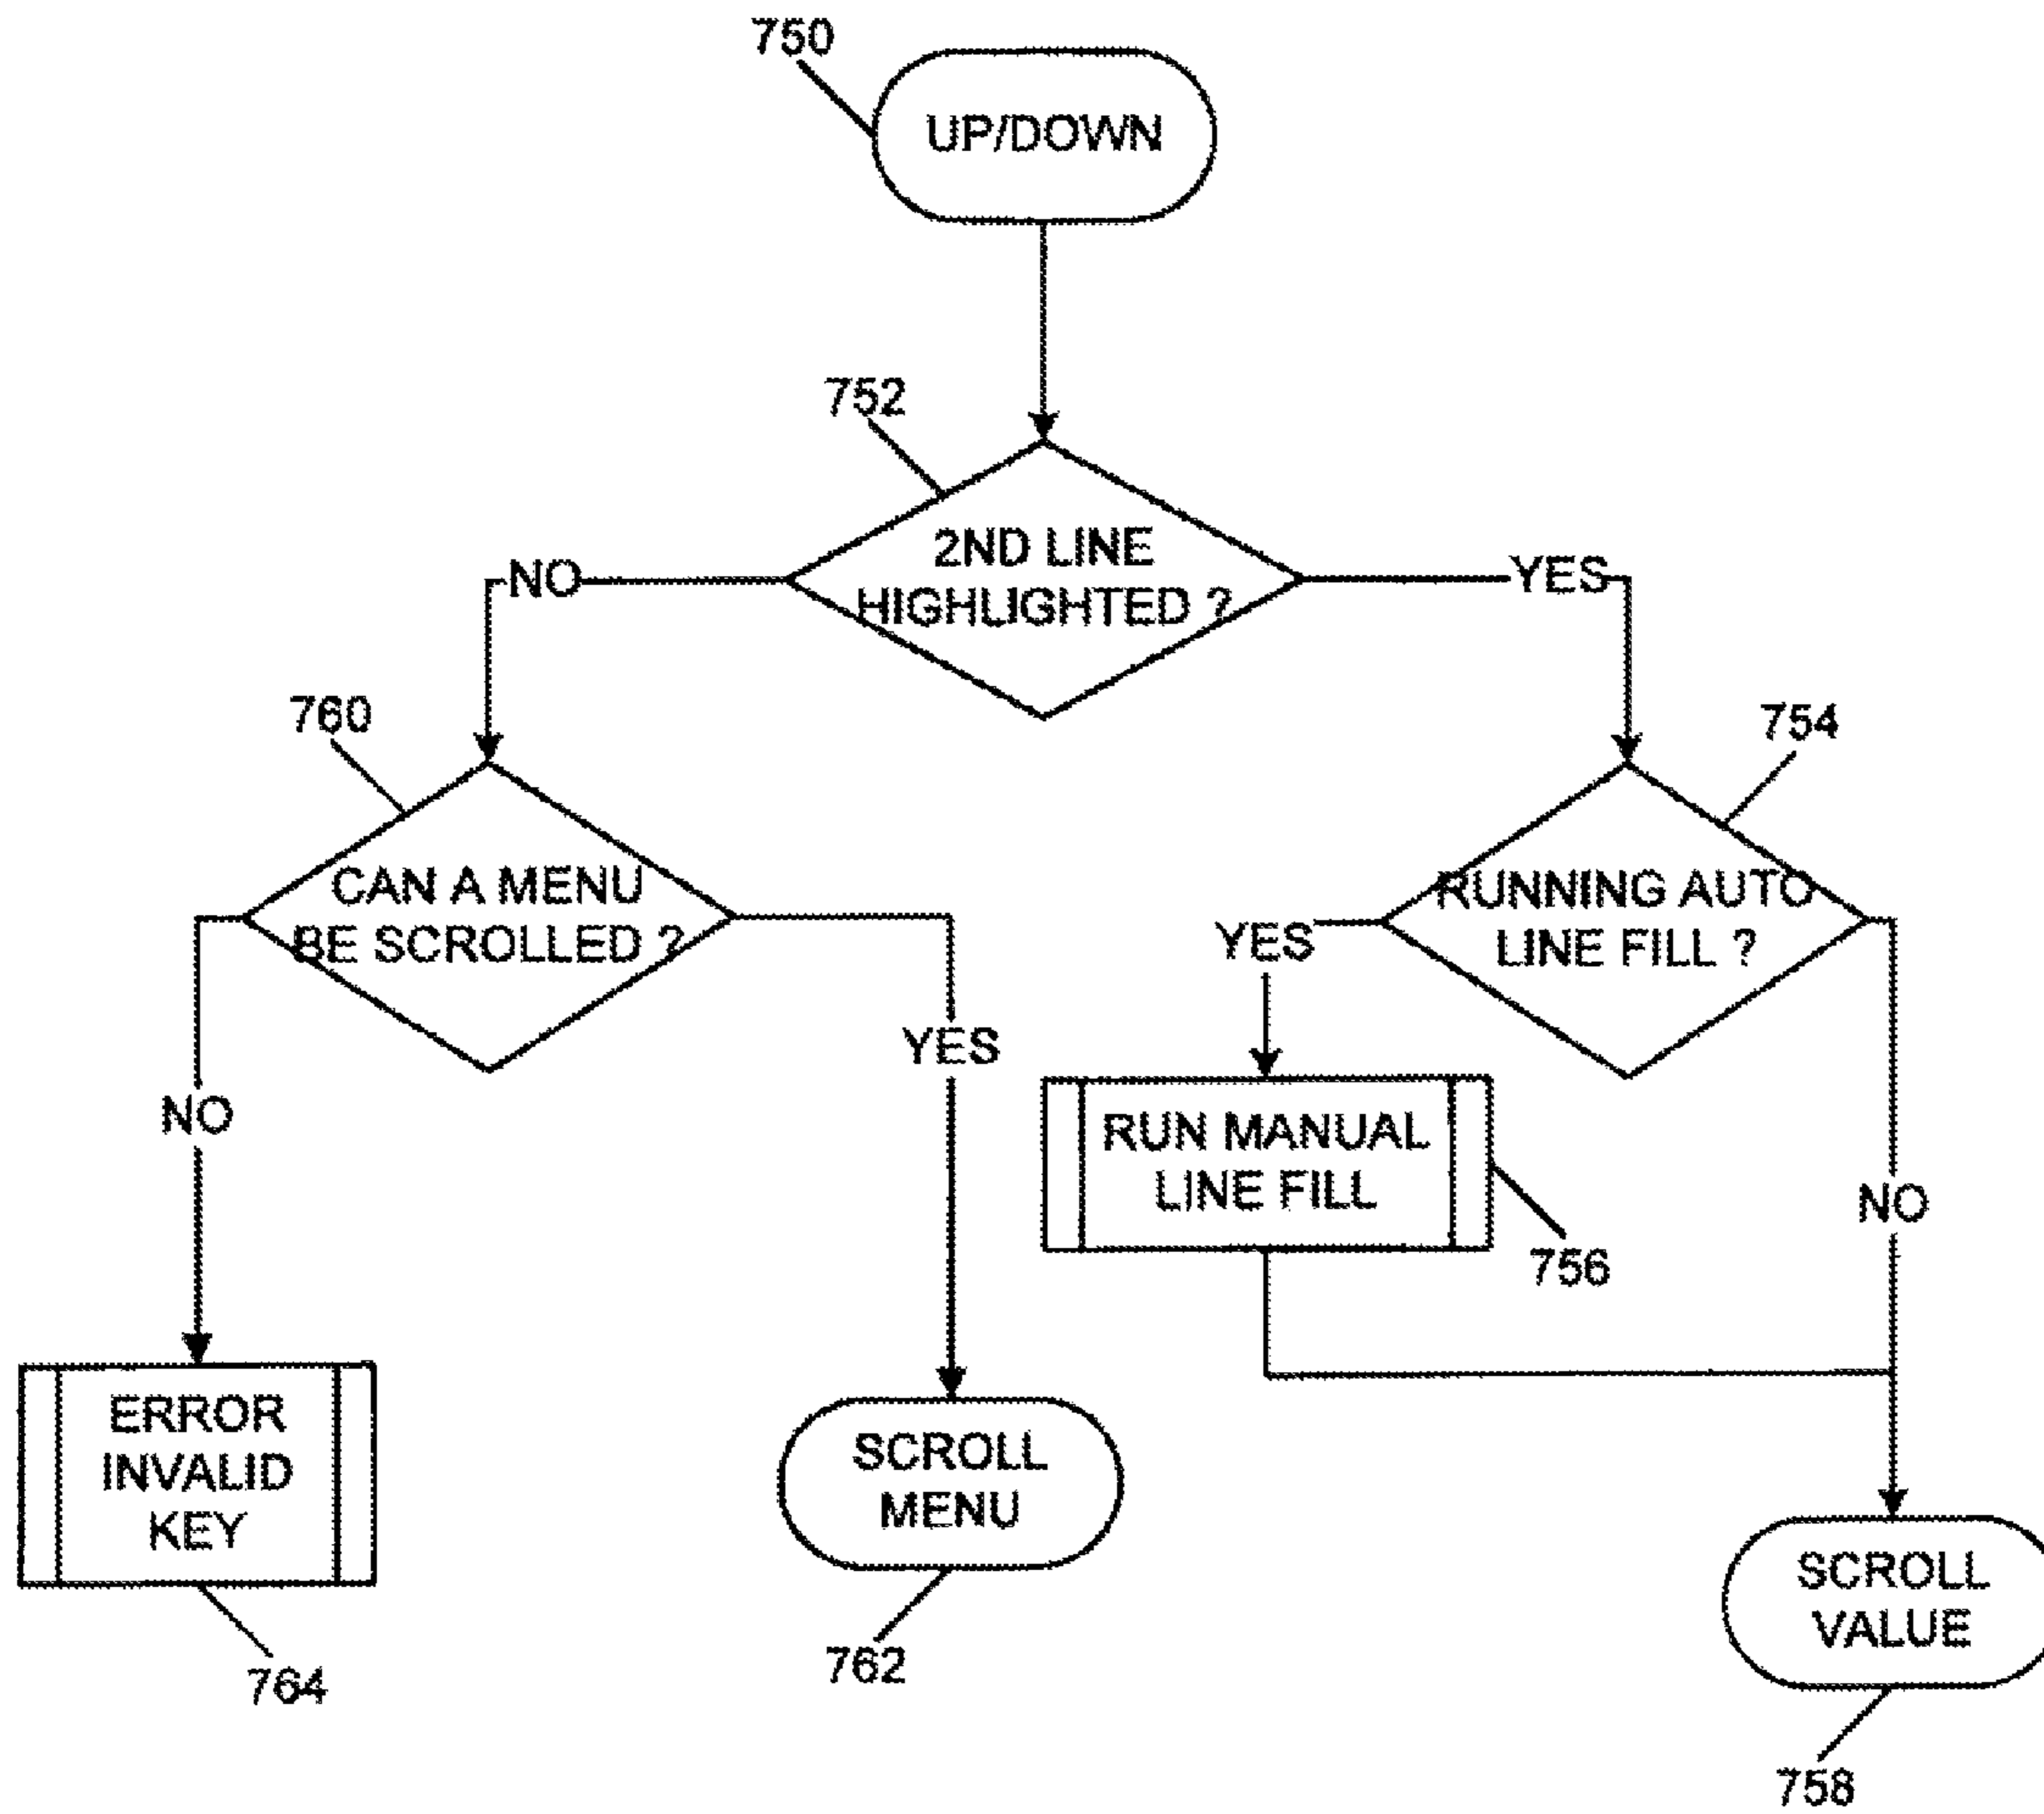 750
UP/DOWN
752
2ND LINE
HIGHLIGHTED ?
NO
YES
760
754
CAN A MENU
BE SCROLLED ?
RUNNING AUTO
LINE FILL ?
YES
YES
NO
RUN MANUAL
LINE FILL
NO
756
ERROR
INVALID
KEY
SCROLL
MENU
SCROLL
VALUE
764
762
758